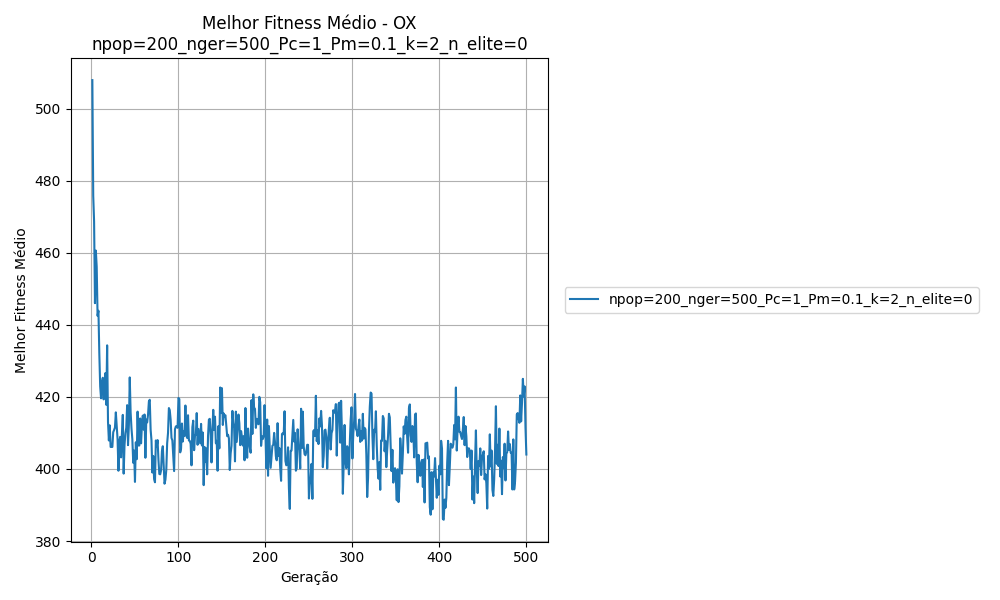 Melhor Fitness Médio - OX
npop=200_nger=500_Pc=1_Pm=0.1_k=2_n_elite=0
Melhor Fitness Médio
500
480
460
440
420
400
380
0
100
200
300
400
500
Geração
npop=200_nger=500_Pc=1_Pm=0.1_k=2_n_elite=0